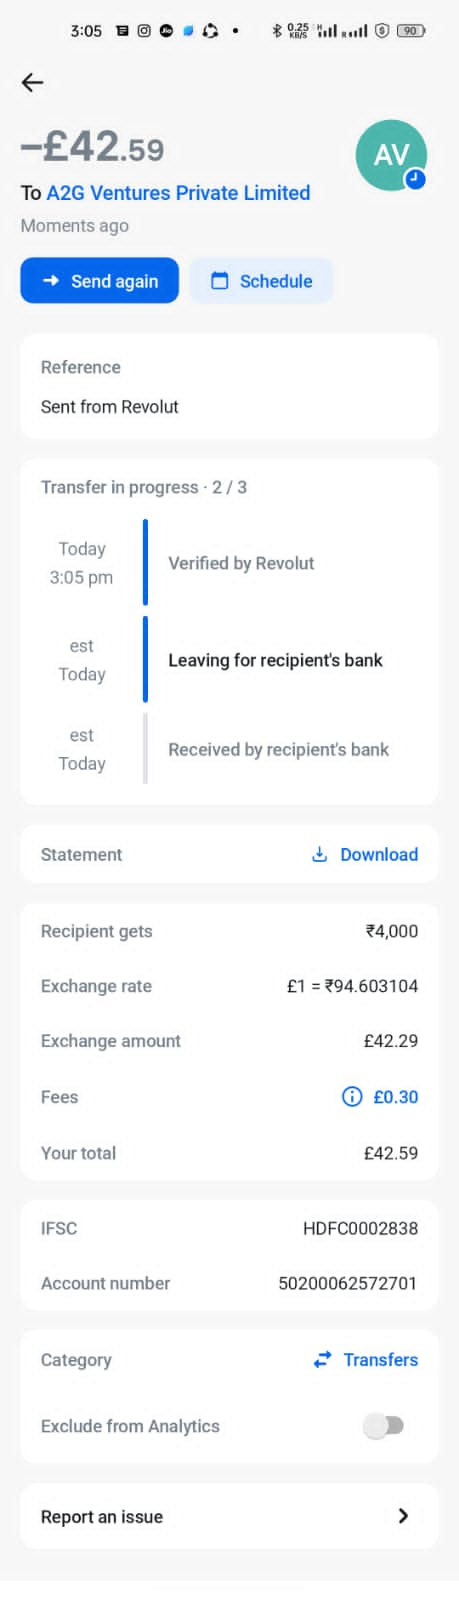 3:05
0.25 KB/S
H
R
90
–£42.59
AV
To A2G Ventures Private Limited
Moments ago
Send again
Schedule
Reference
Sent from Revolut
Transfer in progress · 2 / 3
Today
3:05 pm
Verified by Revolut
est
Today
Leaving for recipient's bank
est
Today
Received by recipient's bank
Statement
Download
Recipient gets
₹4,000
Exchange rate
£1 = ₹94.603104
Exchange amount
£42.29
Fees
£0.30
Your total
£42.59
IFSC
HDFC0002838
Account number
50200062572701
Category
Transfers
Exclude from Analytics
Report an issue